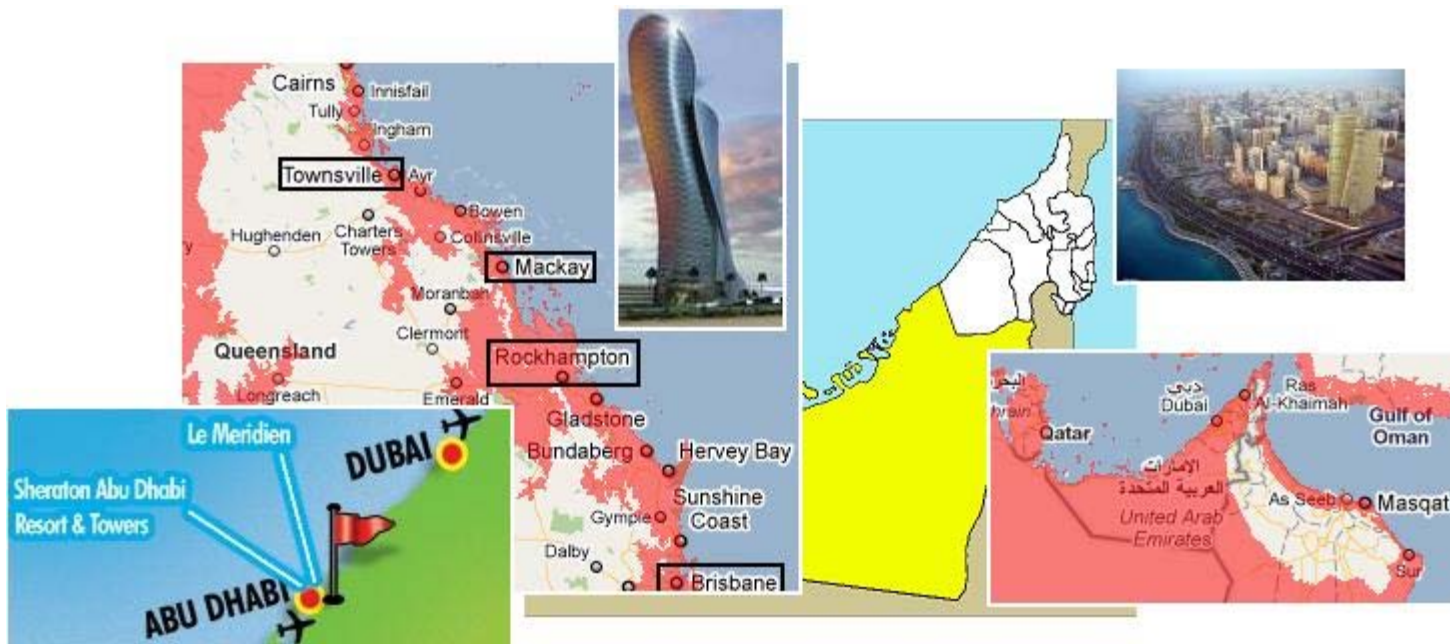 Cairns
Innisfail
Tully
Ingham
Townsville
Ayr
Bowen
Charters
Towers
Collinsville
Hughenden
Mackay
Moranbah
Clermont
Queensland
Rockhampton
Longreach
Emerald
Gladstone
Bundaberg
Hervey Bay
Sunshine
Coast
Gympie
Dalby
Brisbane
Le Meridien
DUBAI
Sheraton Abu Dhabi
Resort & Towers
ABU DHABI
دبي
Dubai
Ras
Al-Khaimah
Gulf of
Oman
Qatar
الامارات
العربية المتحدة
United Arab
Emirates
As Seeb
Masqat
Sur